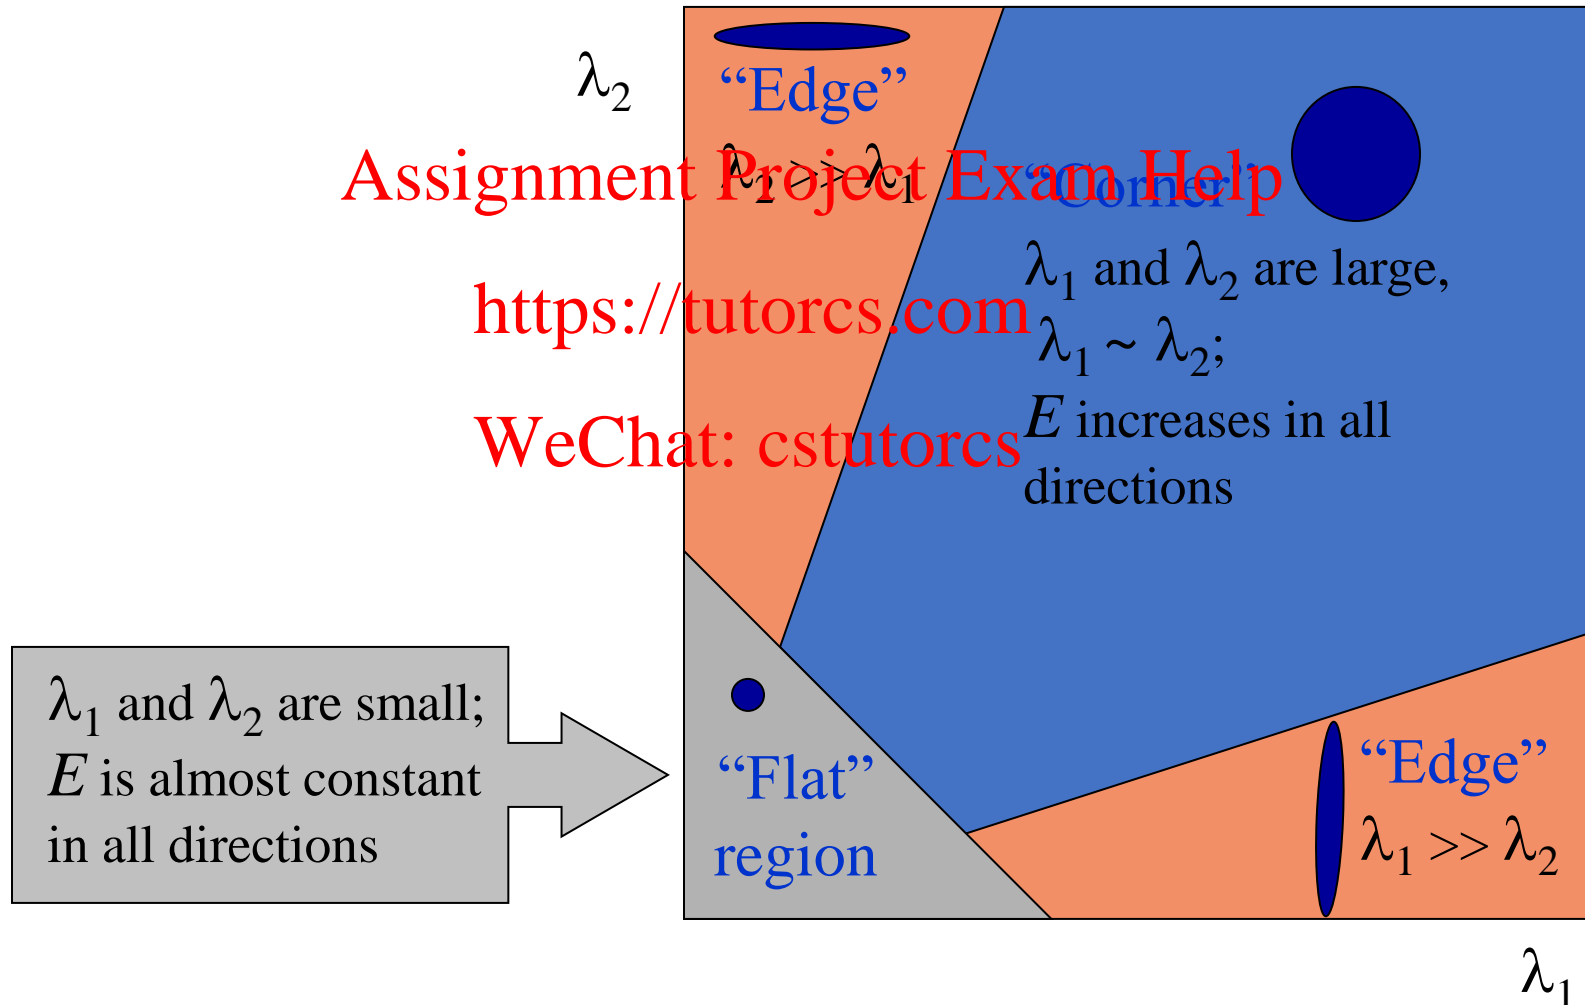 λ2
“Edge”
λ2 >> λ1
Assignment Project Exam Help
“Corner”
λ1 and λ2 are large,
λ1 ~ λ2;
E increases in all
directions
https://tutorcs.com
WeChat: cstutorcs
λ1 and λ2 are small;
E is almost constant
in all directions
“Flat”
region
“Edge”
λ1 >> λ2
λ1